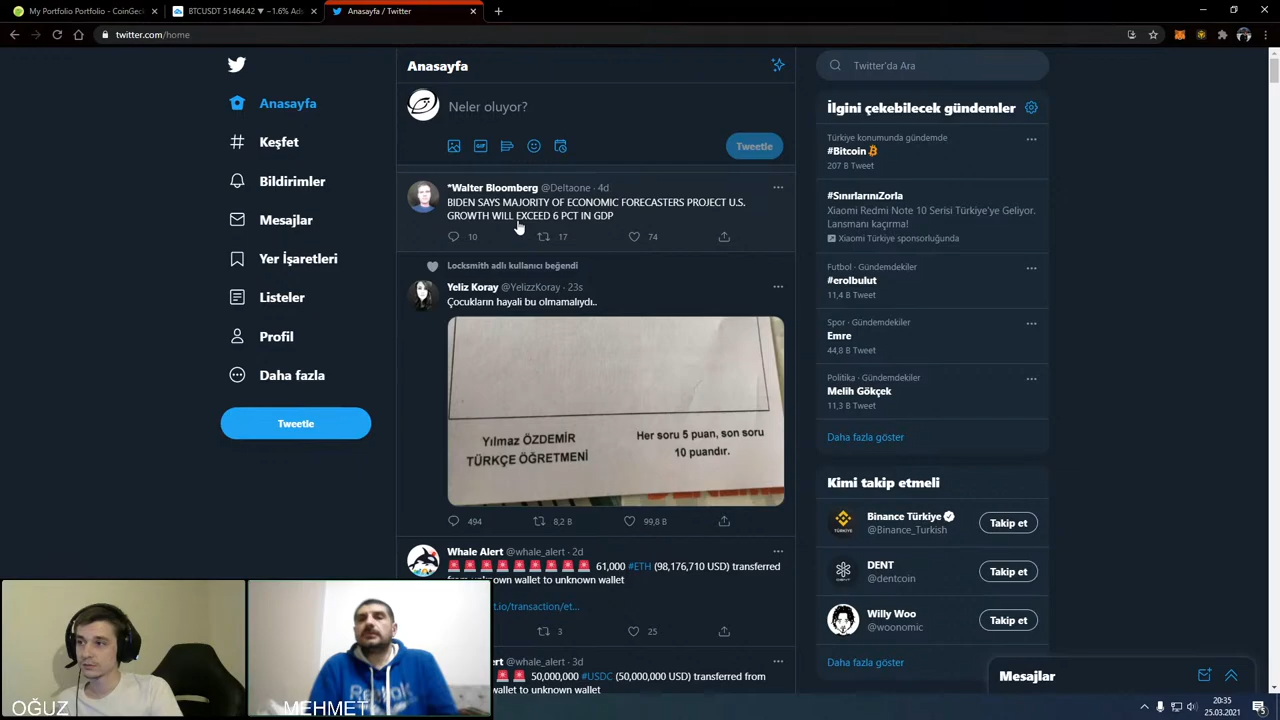 My Portfolio Portfolio - CoinGec
BTCUSDT 51464.42 ▼ −1.6% Ads
Anasayfa / Twitter
twitter.com/home
Anasayfa
Keşfet
Bildirimler
Mesajlar
Yer İşaretleri
Listeler
Profil
Daha fazla
Tweetle
Anasayfa
Neler oluyor?
GIF
Tweetle
*Walter Bloomberg @Deltaone · 4d
BIDEN SAYS MAJORITY OF ECONOMIC FORECASTERS PROJECT U.S.
GROWTH WILL EXCEED 6 PCT IN GDP
10 17 74
Locksmith adlı kullanıcı beğendi
Yeliz Koray @YelizzKoray · 23s
Çocukların hayali bu olmamalıydı..
Yılmaz ÖZDEMİR
TÜRKÇE ÖĞRETMENİ
Her soru 5 puan, son soru
10 puandır.
494 8,2 B 99,8 B
Whale Alert @whale_alert · 2d
61,000 #ETH (98,176,710 USD) transferred
from unknown wallet to unknown wallet
t.io/transaction/et...
3 25
ert @whale_alert · 3d
50,000,000 #USDC (50,000,000 USD) transferred from
wallet to unknown wallet
Twitter'da Ara
İlgini çekebilecek gündemler
Türkiye konumunda gündemde
#Bitcoin
207 B Tweet
#SınırlarınıZorla
Xiaomi Redmi Note 10 Serisi Türkiye'ye Geliyor.
Lansmanı kaçırma!
Xiaomi Türkiye sponsorluğunda
Futbol · Gündemdekiler
#erolbulut
11,4 B Tweet
Spor · Gündemdekiler
Emre
44,8 B Tweet
Politika · Gündemdekiler
Melih Gökçek
11,3 B Tweet
Daha fazla göster
Kimi takip etmeli
Binance Türkiye
@Binance_Turkish
Takip et
DENT
@dentcoin
Takip et
Willy Woo
@woonomic
Takip et
Daha fazla göster
Mesajlar
OĞUZ
MEHMET
20:35
25.03.2021